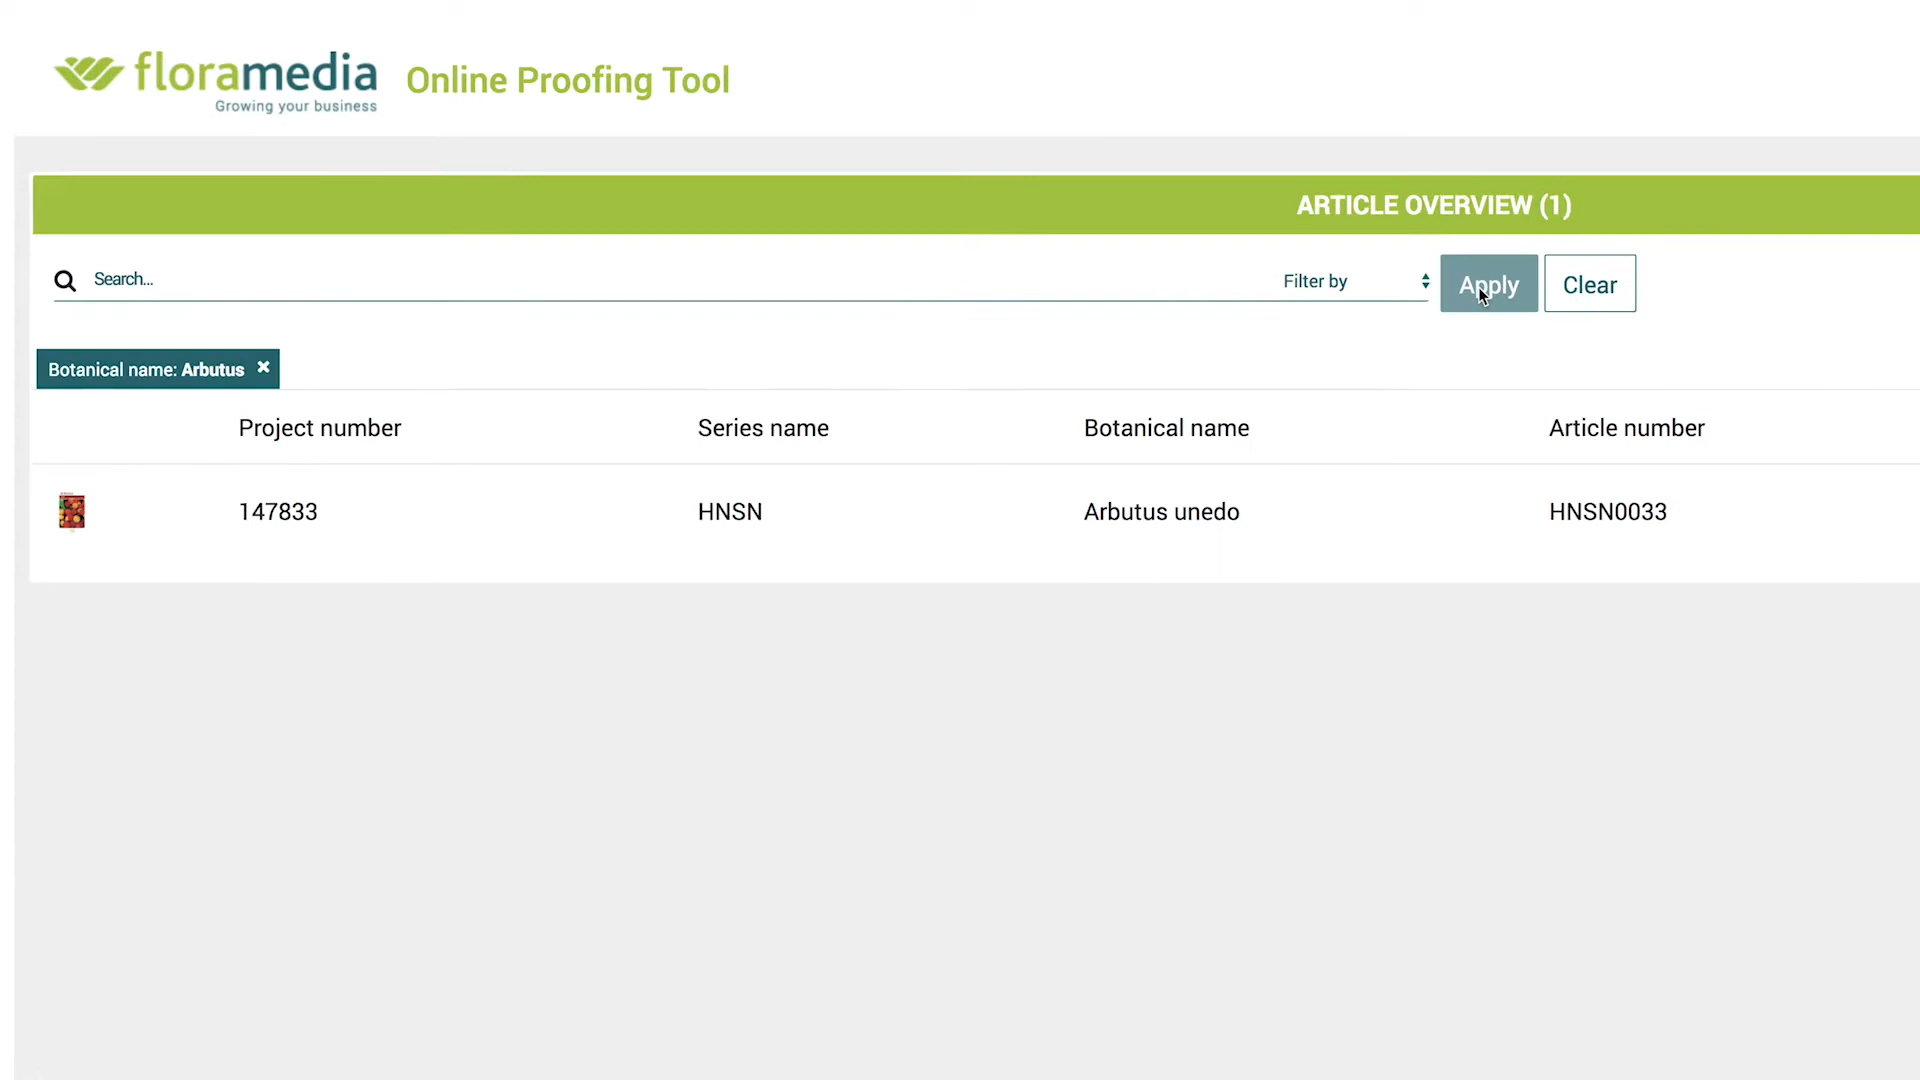 floramedia
Growing your business
Online Proofing Tool
ARTICLE OVERVIEW (1)
Search...
Filter by
Apply
Clear
Botanical name: Arbutus ×
Project number Series name Botanical name Article number
147833 HNSN Arbutus unedo HNSN0033